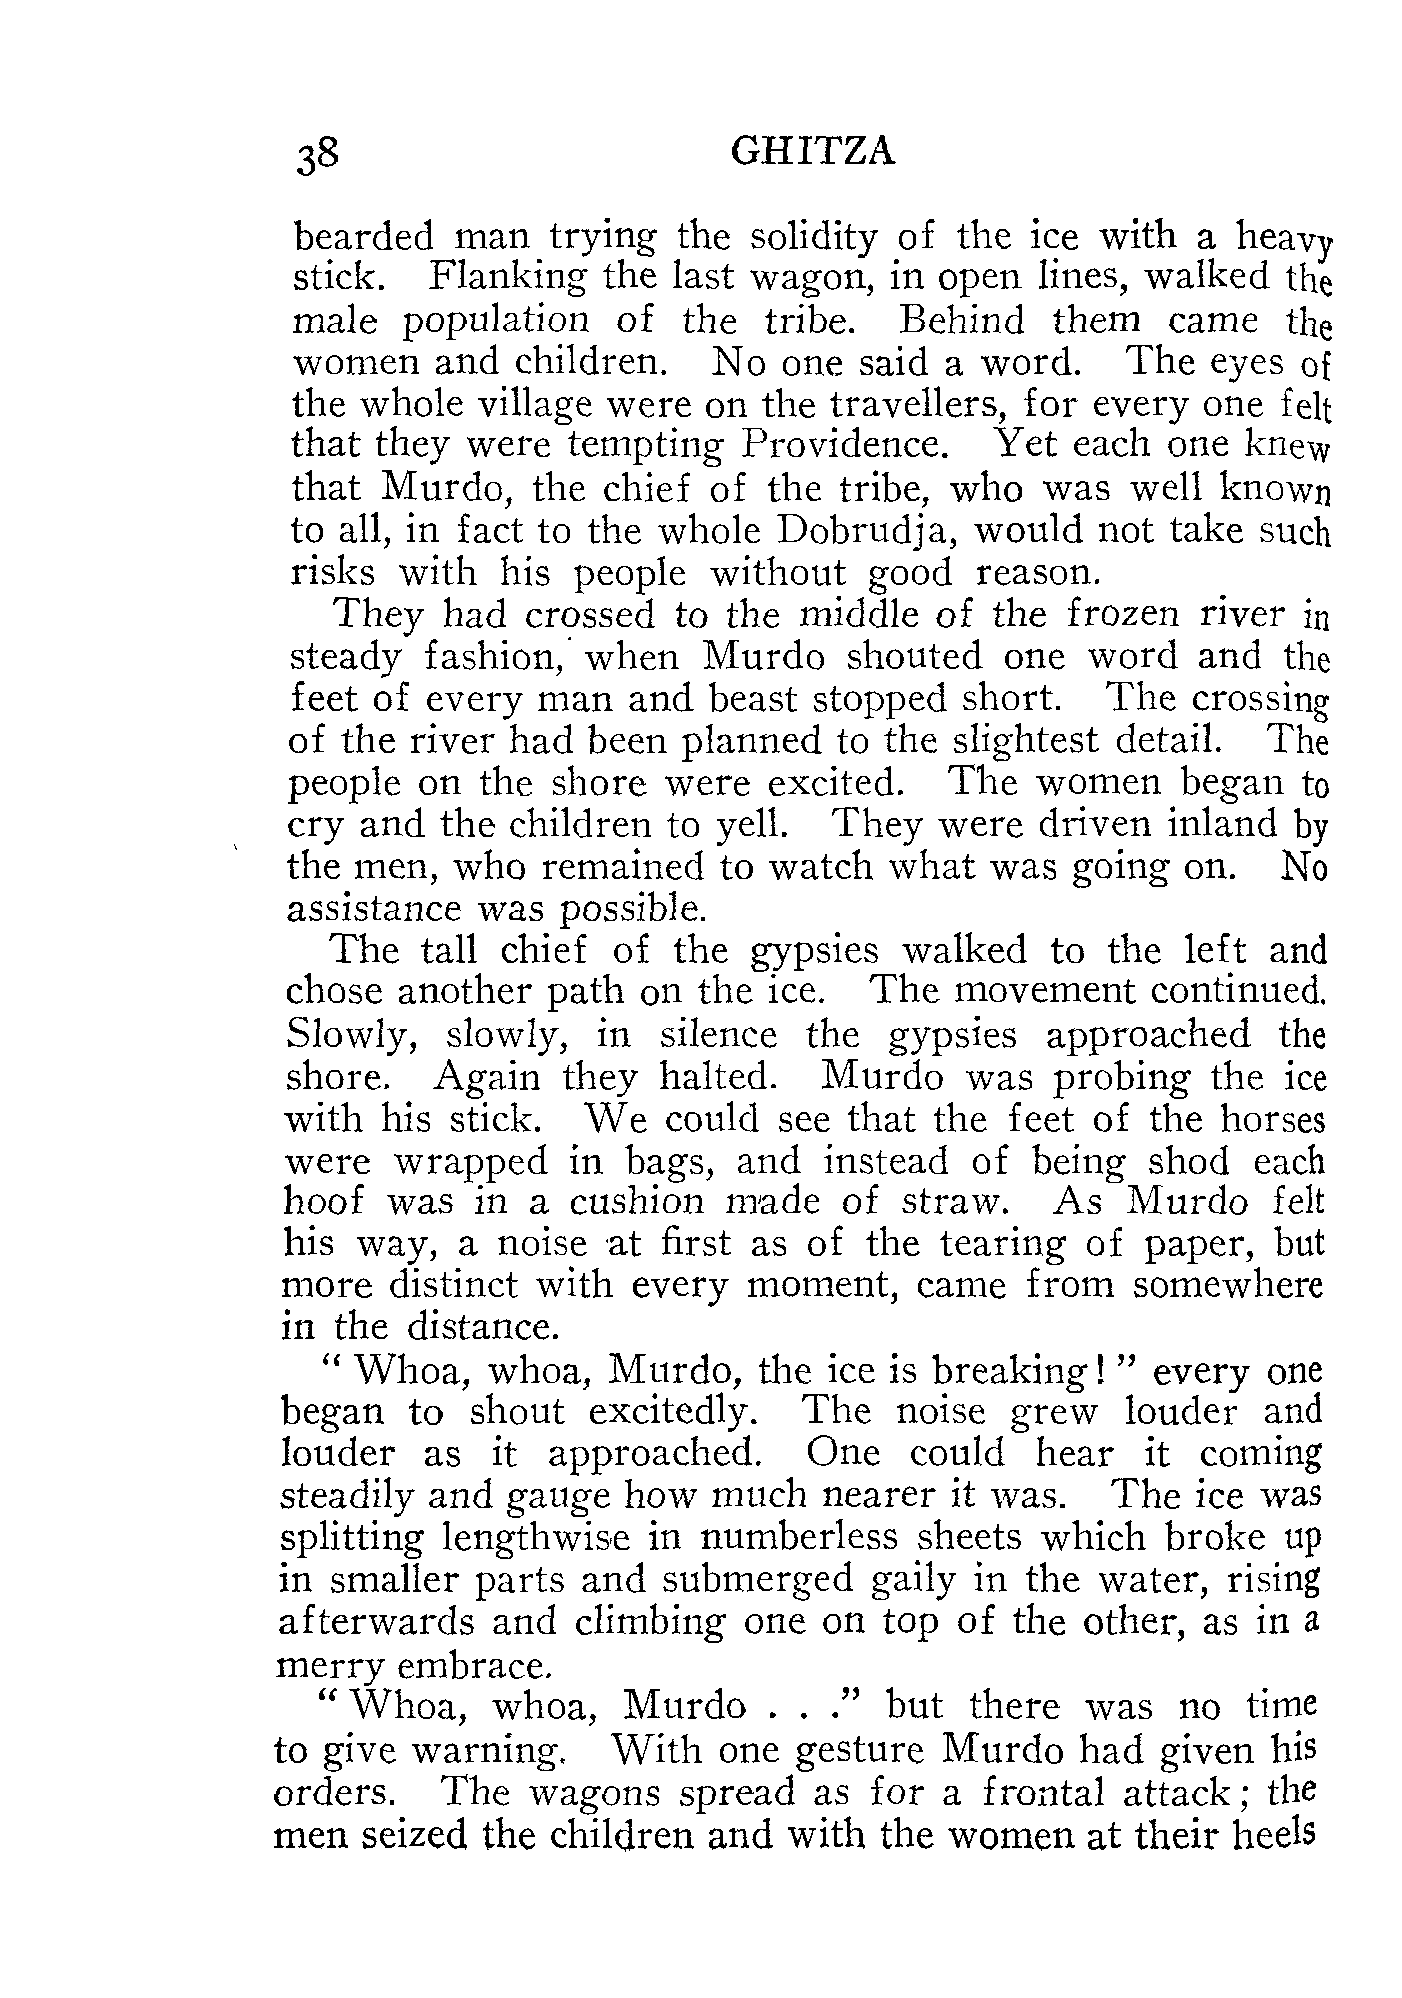 38 GHITZA
bearded man trying the solidity of the ice with a heavy
stick. Flanking the last wagon, in open lines, walked the
male population of the tribe. Behind them came the
women and children. No one said a word. The eyes of
the whole village were on the travellers, for every one felt
that they were tempting Providence. Yet each one knew
that Murdo, the chief of the tribe, who was well known
to all, in fact to the whole Dobrudja, would not take such
risks with his people without good reason.
They had crossed to the middle of the frozen river in
steady fashion, when Murdo shouted one word and the
feet of every man and beast stopped short. The crossing
of the river had been planned to the slightest detail. The
people on the shore were excited. The women began to
cry and the children to yell. They were driven inland by
the men, who remained to watch what was going on. No
assistance was possible.
The tall chief of the gypsies walked to the left and
chose another path on the ice. The movement continued.
Slowly, slowly, in silence the gypsies approached the
shore. Again they halted. Murdo was probing the ice
with his stick. We could see that the feet of the horses
were wrapped in bags, and instead of being shod each
hoof was in a cushion made of straw. As Murdo felt
his way, a noise at first as of the tearing of paper, but
more distinct with every moment, came from somewhere
in the distance.
" Whoa, whoa, Murdo, the ice is breaking! " every one
began to shout excitedly. The noise grew louder and
louder as it approached. One could hear it coming
steadily and gauge how much nearer it was. The ice was
splitting lengthwise in numberless sheets which broke up
in smaller parts and submerged gaily in the water, rising
afterwards and climbing one on top of the other, as in a
merry embrace.
" Whoa, whoa, Murdo . . ." but there was no time
to give warning. With one gesture Murdo had given his
orders. The wagons spread as for a frontal attack; the
men seized the children and with the women at their heels